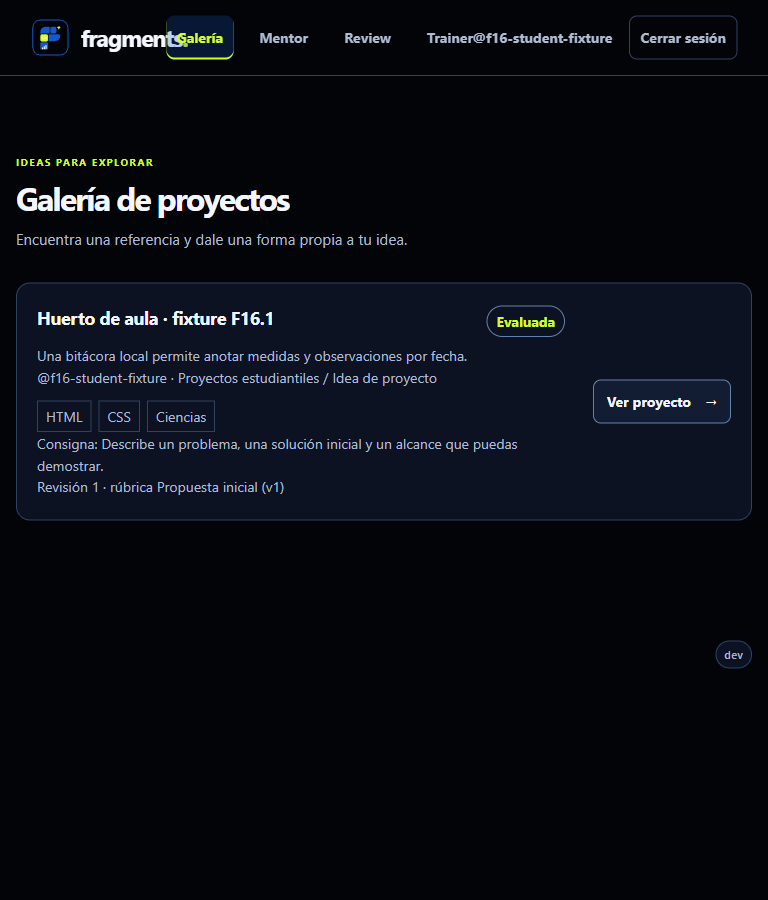 fragments.
Galería
Mentor
Review
Trainer@f16-student-fixture
Cerrar sesión
IDEAS PARA EXPLORAR
Galería de proyectos
Encuentra una referencia y dale una forma propia a tu idea.
Huerto de aula · fixture F16.1
Evaluada
Una bitácora local permite anotar medidas y observaciones por fecha.
@f16-student-fixture · Proyectos estudiantiles / Idea de proyecto
HTML
CSS
Ciencias
Consigna: Describe un problema, una solución inicial y un alcance que puedas
demostrar.
Revisión 1 · rúbrica Propuesta inicial (v1)
Ver proyecto →
dev